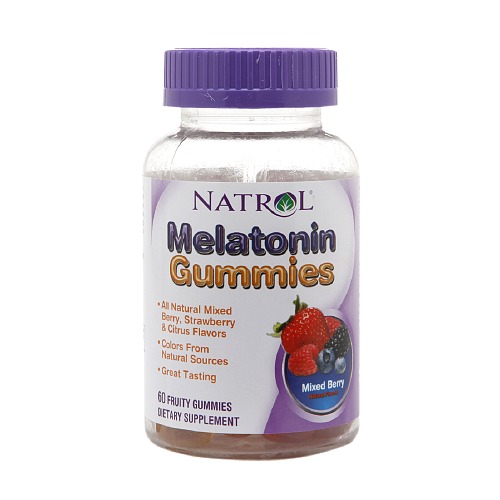 NATROL®
Melatonin
Gummies
• All Natural Mixed
Berry, Strawberry
& Citrus Flavors
• Colors From
Natural Sources
• Great Tasting
Mixed Berry
60 FRUITY GUMMIES
DIETARY SUPPLEMENT